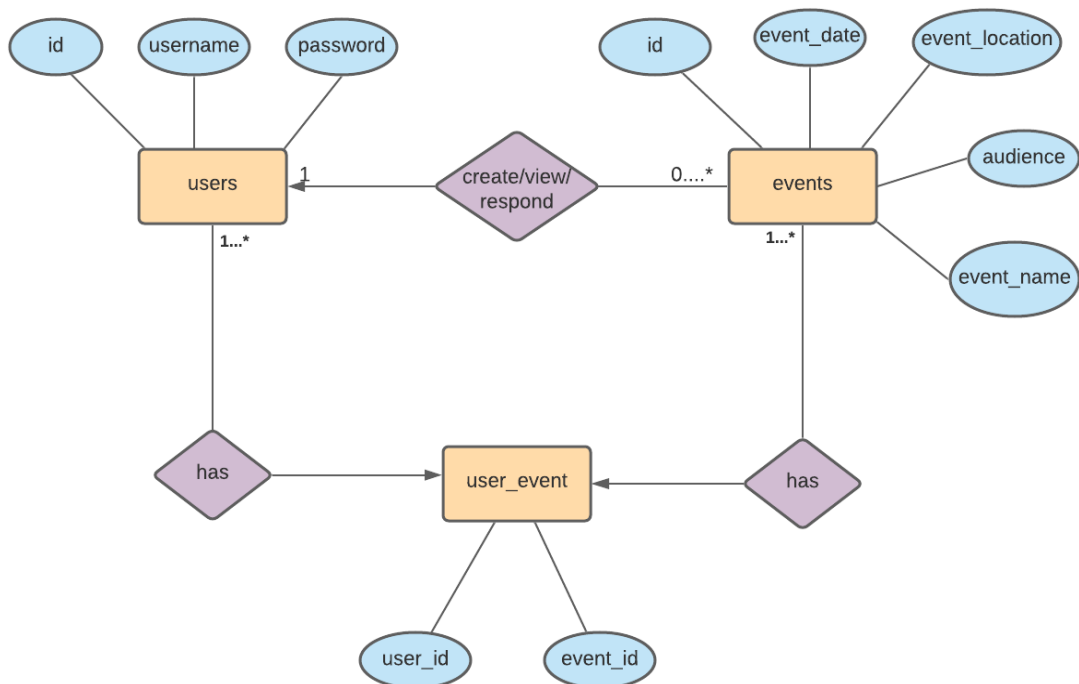 id
username
password
id
event_date
event_location
users
1
create/view/
respond
0....*
events
audience
1...*
1...*
event_name
has
user_event
has
user_id
event_id